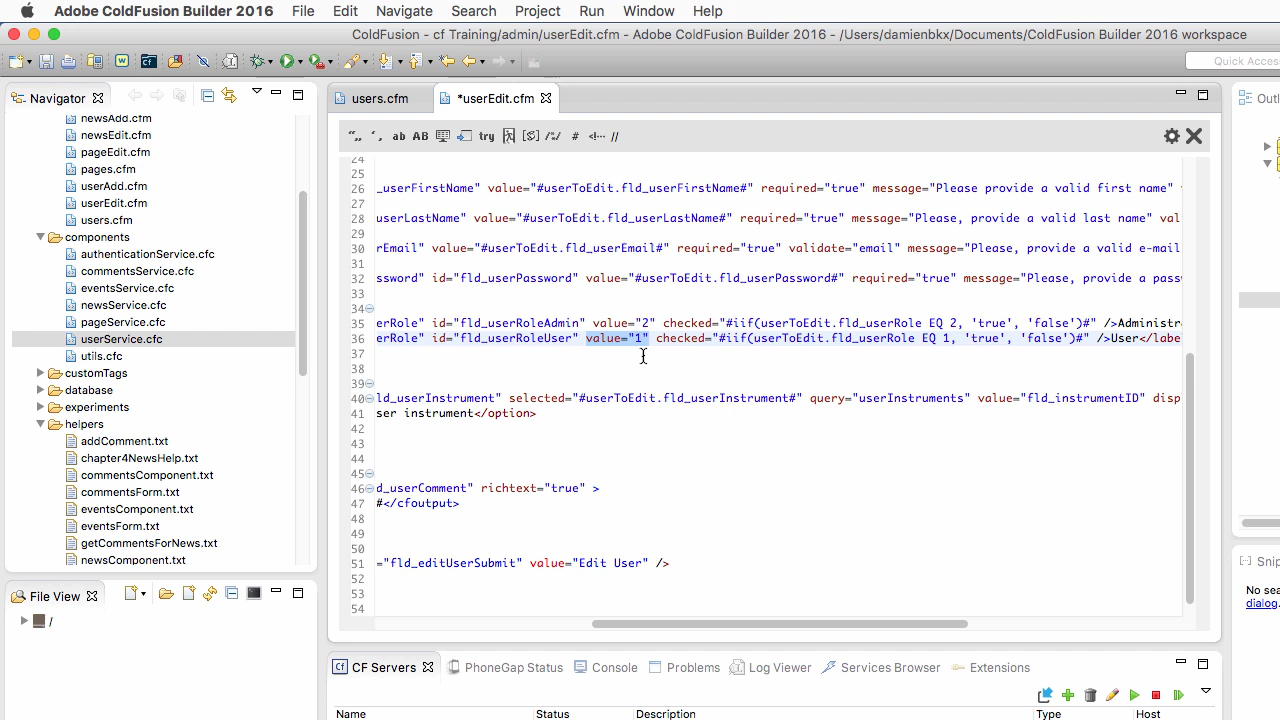 Adobe ColdFusion Builder 2016 File Edit Navigate Search Project Run Window Help
ColdFusion - cf Training/admin/userEdit.cfm - Adobe ColdFusion Builder 2016 - /Users/damienbkx/Documents/ColdFusion Builder 2016 workspace
Quick Access
Navigator
newsAdd.cfm
newsEdit.cfm
pageEdit.cfm
pages.cfm
userAdd.cfm
userEdit.cfm
users.cfm
components
authenticationService.cfc
commentsService.cfc
eventsService.cfc
newsService.cfc
pageService.cfc
userService.cfc
utils.cfc
customTags
database
experiments
helpers
addComment.txt
chapter4NewsHelp.txt
commentsComponent.txt
commentsForm.txt
eventsComponent.txt
eventsForm.txt
getCommentsForNews.txt
newsComponent.txt
File View
/
users.cfm *userEdit.cfm
",, ‘, ab AB try /*/ # <!-- //
24
25
26 _userFirstName" value="#userToEdit.fld_userFirstName#" required="true" message="Please provide a valid first name"
27
28 userLastName" value="#userToEdit.fld_userLastName#" required="true" message="Please, provide a valid last name" val
29
30 rEmail" value="#userToEdit.fld_userEmail#" required="true" validate="email" message="Please, provide a valid e-mail
31
32 ssword" id="fld_userPassword" value="#userToEdit.fld_userPassword#" required="true" message="Please, provide a pass
33
34
35 erRole" id="fld_userRoleAdmin" value="2" checked="#iif(userToEdit.fld_userRole EQ 2, 'true', 'false')#" />Administr
36 erRole" id="fld_userRoleUser" value="1" checked="#iif(userToEdit.fld_userRole EQ 1, 'true', 'false')#" />User</labe
37
38
39
40 ld_userInstrument" selected="#userToEdit.fld_userInstrument#" query="userInstruments" value="fld_instrumentID" disp
41 ser instrument</option>
42
43
44
45
46 d_userComment" richtext="true" >
47 #</cfoutput>
48
49
50
51 ="fld_editUserSubmit" value="Edit User" />
52
53
54
Outl
Snip
No sea
dialog.
CF Servers PhoneGap Status Console Problems Log Viewer Services Browser Extensions
Name Status Description Type Host